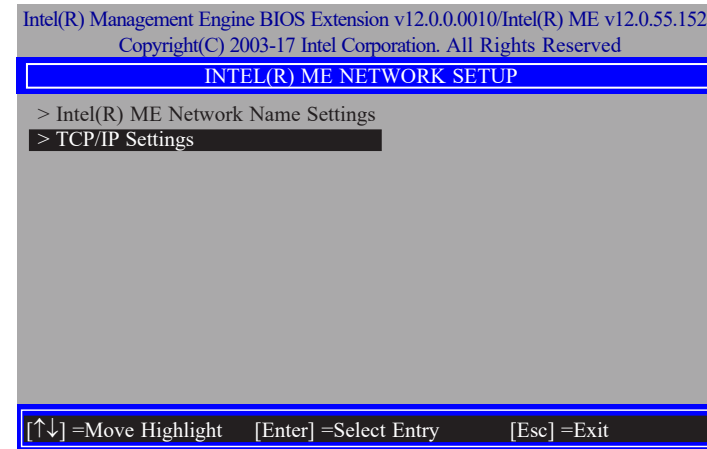 Intel(R) Management Engine BIOS Extension v12.0.0.0010/Intel(R) ME v12.0.55.152
Copyright(C) 2003-17 Intel Corporation. All Rights Reserved
INTEL(R) ME NETWORK SETUP
> Intel(R) ME Network Name Settings
> TCP/IP Settings
[↑↓] =Move Highlight [Enter] =Select Entry [Esc] =Exit